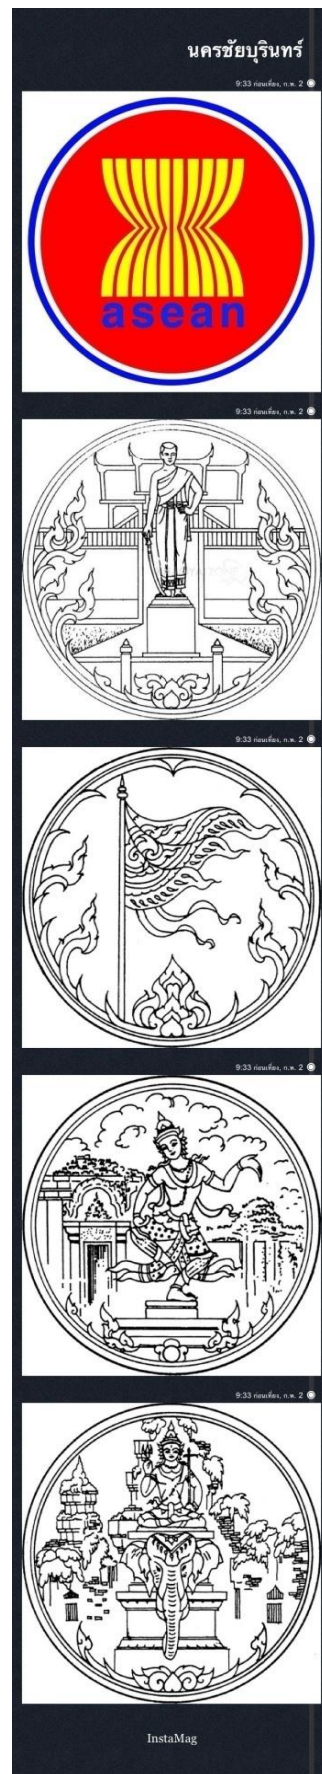 นครชัยบุรินทร์
9:33 ก่อนเที่ยง, ก.พ. 2
asean
9:33 ก่อนเที่ยง, ก.พ. 2
9:33 ก่อนเที่ยง, ก.พ. 2
9:33 ก่อนเที่ยง, ก.พ. 2
9:33 ก่อนเที่ยง, ก.พ. 2
InstaMag